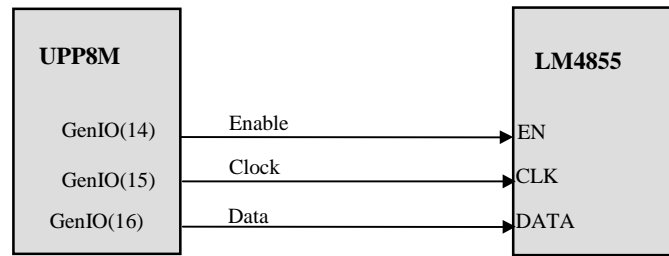 UPP8M
LM4855
GenIO(14) Enable EN
GenIO(15) Clock CLK
GenIO(16) Data DATA